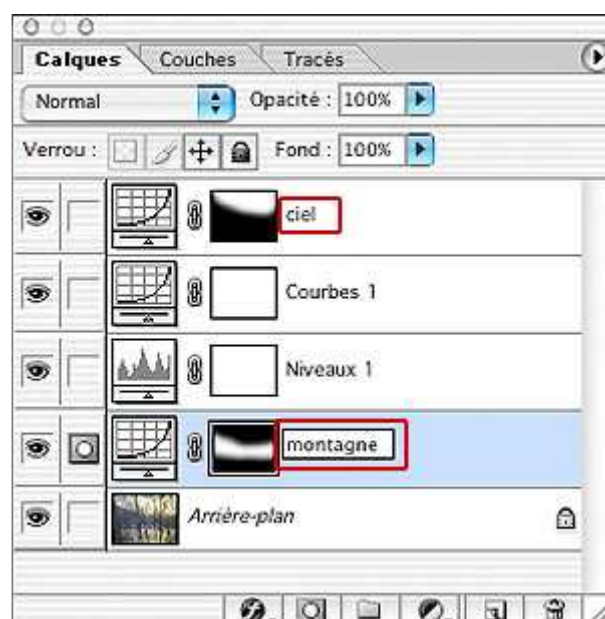 Calques Couches Tracés
Normal Opacité : 100%
Verrou : Fond : 100%
ciel
Courbes 1
Niveaux 1
montagne
Arrière-plan